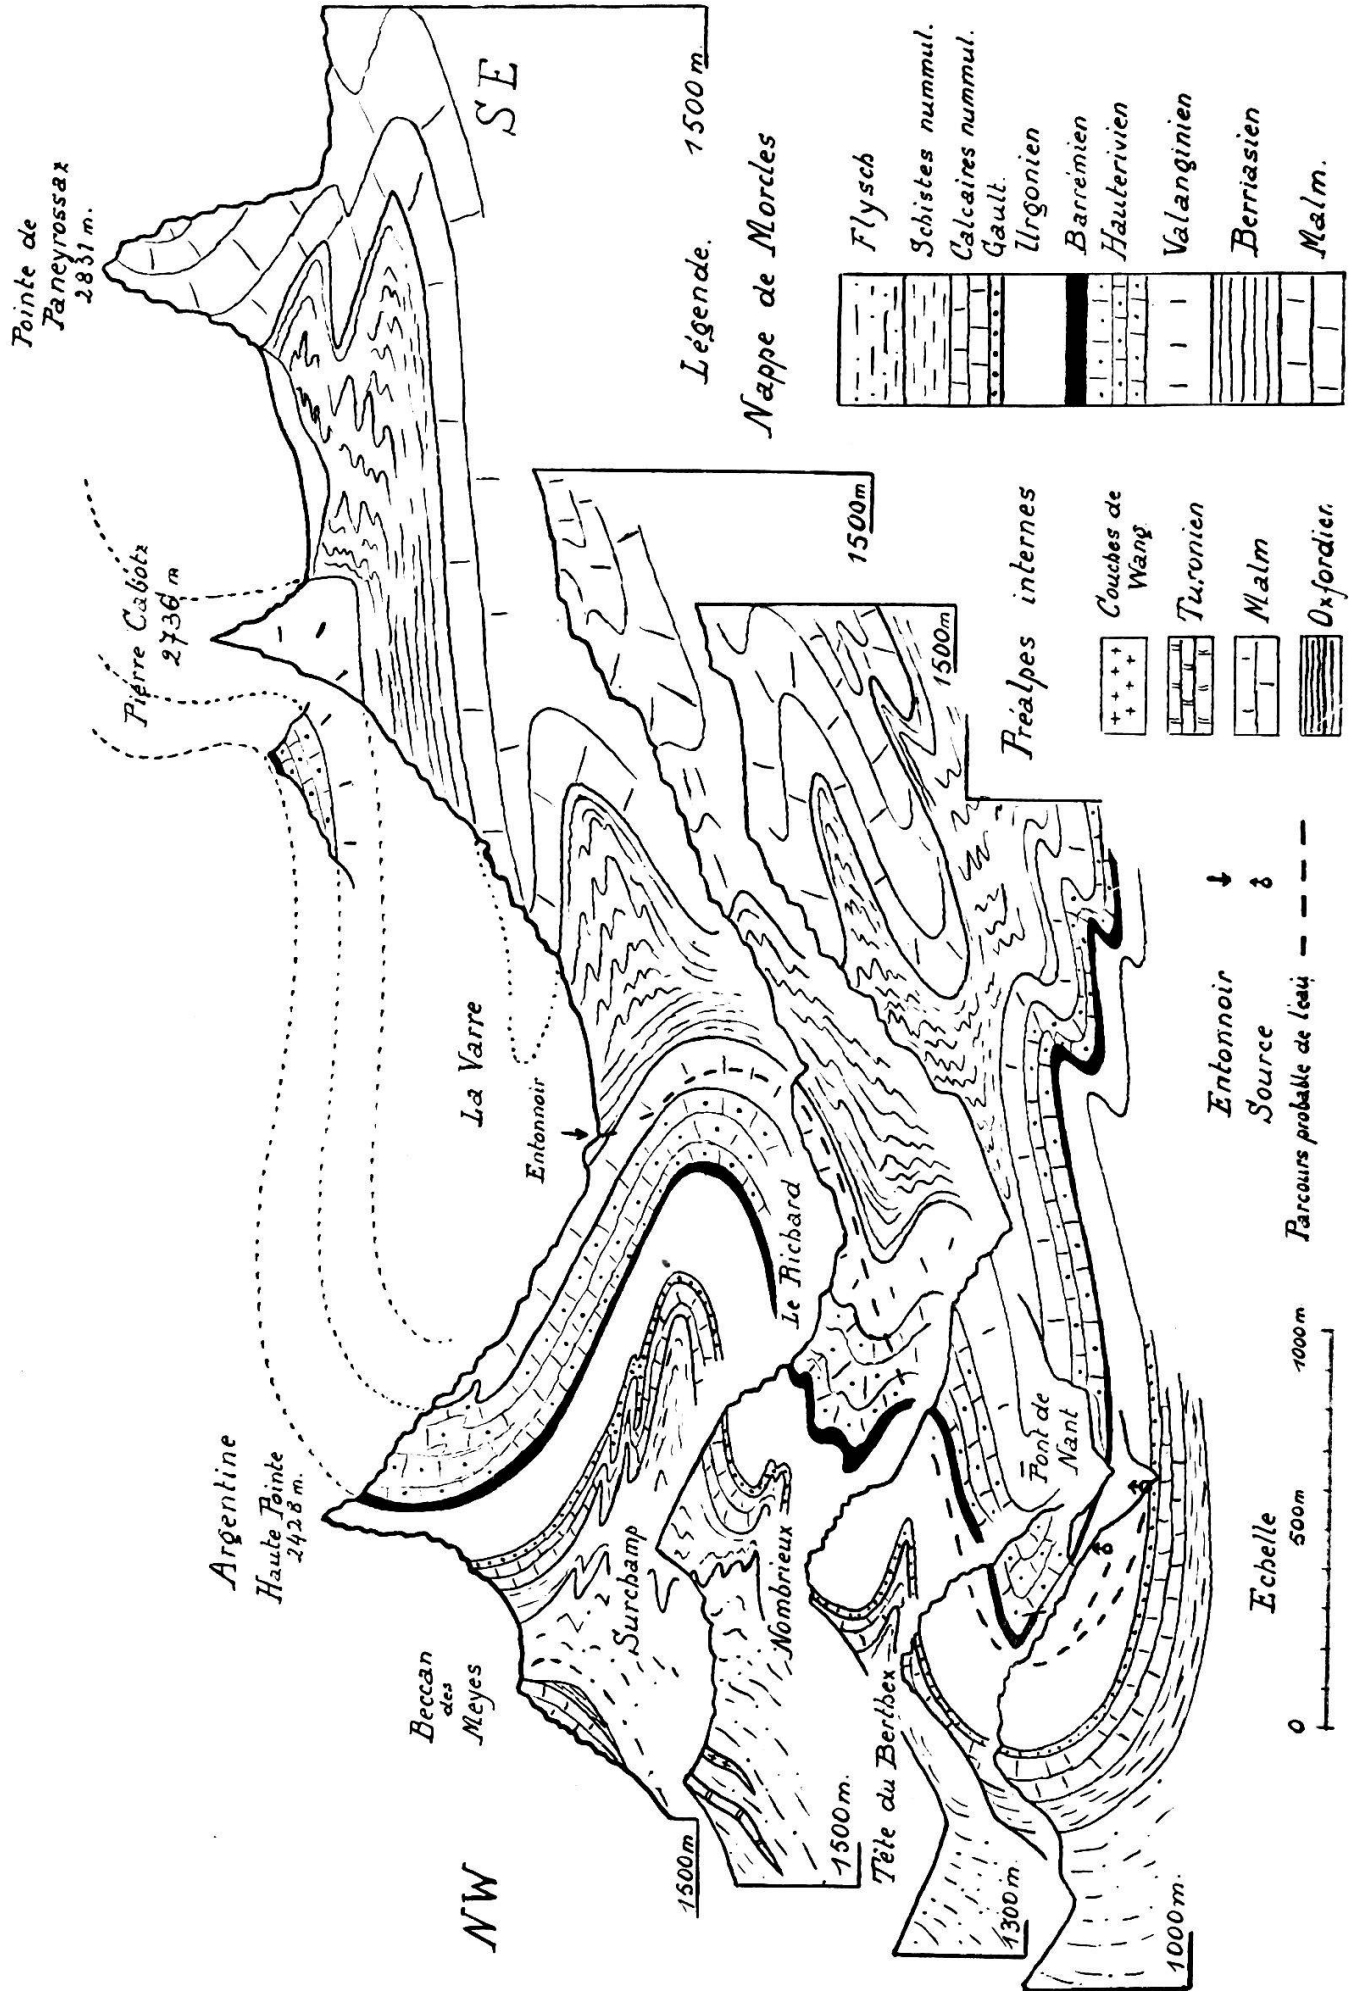 Pointe de
Paneyrossaz
2831 m.
Pierre Cabotz
2736 m
Argentine
Haute Pointe
2428 m.
Beccan
des
Meyes
NW
SE
La Varre
Entonnoir
Le Richard
Surchamp
Nombrieux
Tête du Berthex
Pont de
Nant
1500 m.
1500m
1500m
1500m
1500m.
1300m.
1000m.
Légende.
Nappe de Morcles
Flysch
Schistes nummul.
Calcaires nummul.
Gault.
Urgonien
Barrémien
Hauterivien
Valanginien
Berriasien
Malm.
Préalpes internes
Couches de
Wang
Turonien
Malm
Oxfordien.
Entonnoir
Source
Parcours probable de l'eau
Echelle
0 500m 1000m